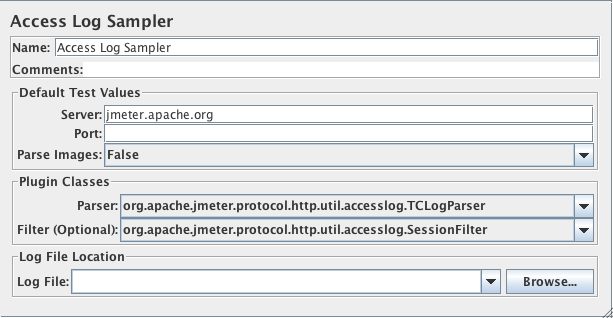 Access Log Sampler
Name: Access Log Sampler
Comments:
Default Test Values
Server: jmeter.apache.org
Port:
Parse Images: False
Plugin Classes
Parser: org.apache.jmeter.protocol.http.util.accesslog.TCLogParser
Filter (Optional): org.apache.jmeter.protocol.http.util.accesslog.SessionFilter
Log File Location
Log File: Browse...